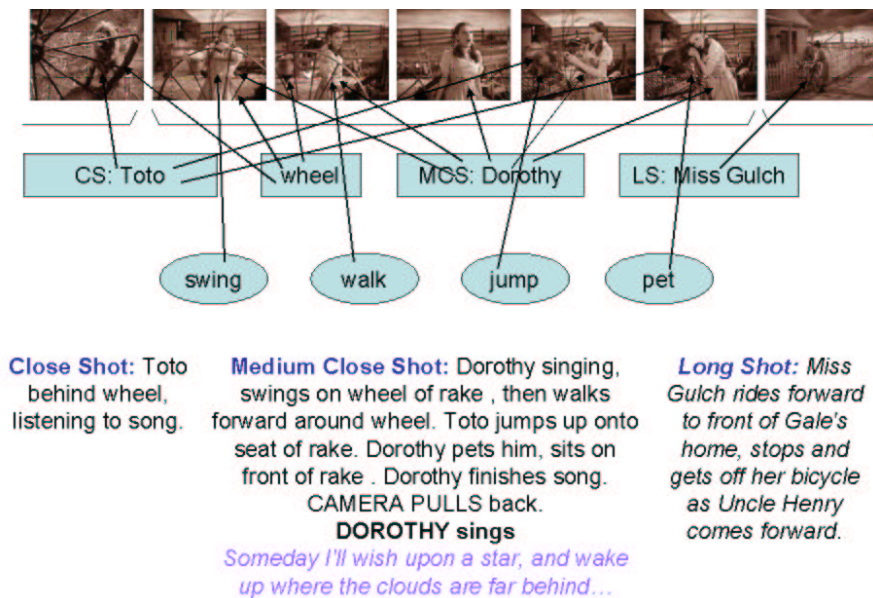 CS: Toto
wheel
MCS: Dorothy
LS: Miss Gulch
swing
walk
jump
pet
Close Shot: Toto
behind wheel,
listening to song.
Medium Close Shot: Dorothy singing,
swings on wheel of rake , then walks
forward around wheel. Toto jumps up onto
seat of rake. Dorothy pets him, sits on
front of rake . Dorothy finishes song.
CAMERA PULLS back.
DOROTHY sings
Someday I'll wish upon a star, and wake
up where the clouds are far behind…
Long Shot: Miss
Gulch rides forward
to front of Gale's
home, stops and
gets off her bicycle
as Uncle Henry
comes forward.